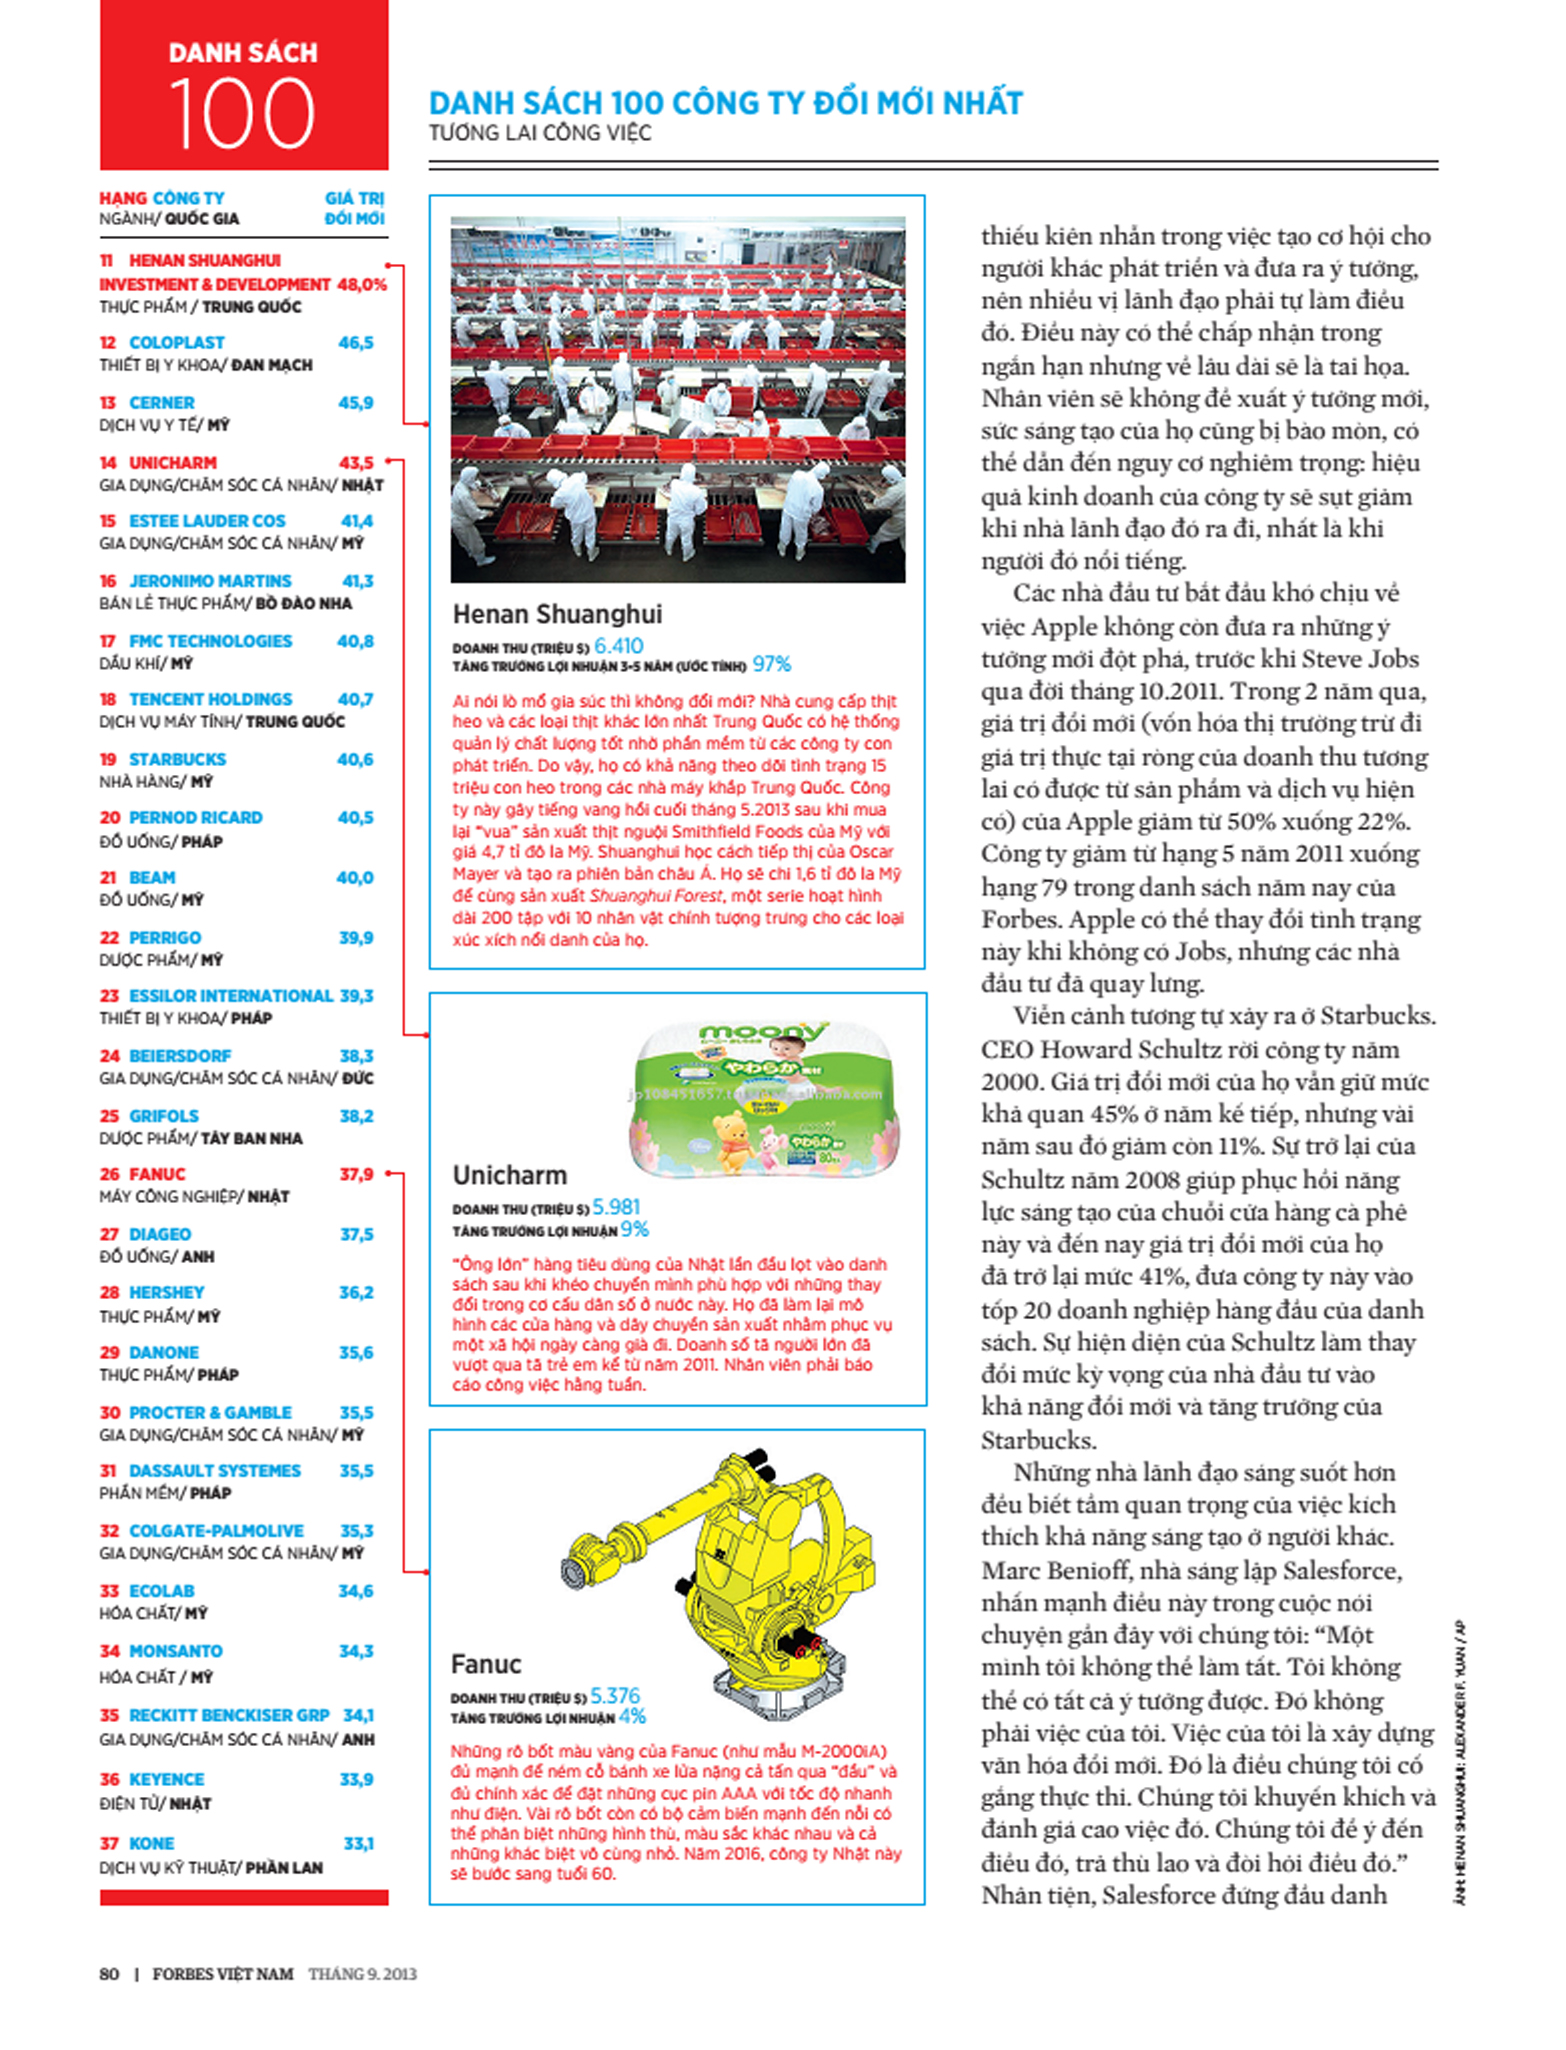 DANH SÁCH
100
DANH SÁCH 100 CÔNG TY ĐỔI MỚI NHẤT
TƯƠNG LAI CÔNG VIỆC
HẠNG CÔNG TY GIÁ TRỊ
NGÀNH/ QUỐC GIA ĐỔI MỚI
11 HENAN SHUANGHUI
INVESTMENT & DEVELOPMENT 48,0%
THỰC PHẨM / TRUNG QUỐC
12 COLOPLAST 46,5
THIẾT BỊ Y KHOA/ ĐAN MẠCH
13 CERNER 45,9
DỊCH VỤ Y TẾ/ MỸ
14 UNICHARM 43,5
GIA DỤNG/CHĂM SÓC CÁ NHÂN/ NHẬT
15 ESTEE LAUDER COS 41,4
GIA DỤNG/CHĂM SÓC CÁ NHÂN/ MỸ
16 JERONIMO MARTINS 41,3
BÁN LẺ THỰC PHẨM/ BỒ ĐÀO NHA
17 FMC TECHNOLOGIES 40,8
DẦU KHÍ/ MỸ
18 TENCENT HOLDINGS 40,7
DỊCH VỤ MÁY TÍNH/ TRUNG QUỐC
19 STARBUCKS 40,6
NHÀ HÀNG/ MỸ
20 PERNOD RICARD 40,5
ĐỒ UỐNG/ PHÁP
21 BEAM 40,0
ĐỒ UỐNG/ MỸ
22 PERRIGO 39,9
DƯỢC PHẨM/ MỸ
23 ESSILOR INTERNATIONAL 39,3
THIẾT BỊ Y KHOA/ PHÁP
24 BEIERSDORF 38,3
GIA DỤNG/CHĂM SÓC CÁ NHÂN/ ĐỨC
25 GRIFOLS 38,2
DƯỢC PHẨM/ TÂY BAN NHA
26 FANUC 37,9
MÁY CÔNG NGHIỆP/ NHẬT
27 DIAGEO 37,5
ĐỒ UỐNG/ ANH
28 HERSHEY 36,2
THỰC PHẨM/ MỸ
29 DANONE 35,6
THỰC PHẨM/ PHÁP
30 PROCTER & GAMBLE 35,5
GIA DỤNG/CHĂM SÓC CÁ NHÂN/ MỸ
31 DASSAULT SYSTEMES 35,5
PHẦN MỀM/ PHÁP
32 COLGATE-PALMOLIVE 35,3
GIA DỤNG/CHĂM SÓC CÁ NHÂN/ MỸ
33 ECOLAB 34,6
HÓA CHẤT/ MỸ
34 MONSANTO 34,3
HÓA CHẤT / MỸ
35 RECKITT BENCKISER GRP 34,1
GIA DỤNG/CHĂM SÓC CÁ NHÂN/ ANH
36 KEYENCE 33,9
ĐIỆN TỬ/ NHẬT
37 KONE 33,1
DỊCH VỤ KỸ THUẬT/ PHẦN LAN
Henan Shuanghui
DOANH THU (TRIỆU $) 6.410
TĂNG TRƯỞNG LỢI NHUẬN 3-5 NĂM (ƯỚC TÍNH) 97%
Ai nói lò mổ gia súc thì không đổi mới? Nhà cung cấp thịt
heo và các loại thịt khác lớn nhất Trung Quốc có hệ thống
quản lý chất lượng tốt nhờ phần mềm từ các công ty con
phát triển. Do vậy, họ có khả năng theo dõi tình trạng 15
triệu con heo trong các nhà máy khắp Trung Quốc. Công
ty này gây tiếng vang hồi cuối tháng 5.2013 sau khi mua
lại “vua” sản xuất thịt nguội Smithfield Foods của Mỹ với
giá 4,7 tỉ đô la Mỹ. Shuanghui học cách tiếp thị của Oscar
Mayer và tạo ra phiên bản châu Á. Họ sẽ chi 1,6 tỉ đô la Mỹ
để cùng sản xuất Shuanghui Forest, một serie hoạt hình
dài 200 tập với 10 nhân vật chính tượng trưng cho các loại
xúc xích nổi danh của họ.
moony
やわらか 素材
moony
やわらか
80
Unicharm
DOANH THU (TRIỆU $) 5.981
TĂNG TRƯỞNG LỢI NHUẬN 9%
“Ông lớn” hàng tiêu dùng của Nhật lần đầu lọt vào danh
sách sau khi khéo chuyển mình phù hợp với những thay
đổi trong cơ cấu dân số ở nước này. Họ đã làm lại mô
hình các cửa hàng và dây chuyền sản xuất nhằm phục vụ
một xã hội ngày càng già đi. Doanh số tã người lớn đã
vượt qua tã trẻ em kể từ năm 2011. Nhân viên phải báo
cáo công việc hằng tuần.
Fanuc
DOANH THU (TRIỆU $) 5.376
TĂNG TRƯỞNG LỢI NHUẬN 4%
Những rô bốt màu vàng của Fanuc (như mẫu M-2000iA)
đủ mạnh để ném cỗ bánh xe lửa nặng cả tấn qua “đầu” và
đủ chính xác để đặt những cục pin AAA với tốc độ nhanh
như điện. Vài rô bốt còn có bộ cảm biến mạnh đến nỗi có
thể phân biệt những hình thù, màu sắc khác nhau và cả
những khác biệt vô cùng nhỏ. Năm 2016, công ty Nhật này
sẽ bước sang tuổi 60.
thiếu kiên nhẫn trong việc tạo cơ hội cho
người khác phát triển và đưa ra ý tưởng,
nên nhiều vị lãnh đạo phải tự làm điều
đó. Điều này có thể chấp nhận trong
ngắn hạn nhưng về lâu dài sẽ là tai họa.
Nhân viên sẽ không đề xuất ý tưởng mới,
sức sáng tạo của họ cũng bị bào mòn, có
thể dẫn đến nguy cơ nghiêm trọng: hiệu
quả kinh doanh của công ty sẽ sụt giảm
khi nhà lãnh đạo đó ra đi, nhất là khi
người đó nổi tiếng.
Các nhà đầu tư bắt đầu khó chịu về
việc Apple không còn đưa ra những ý
tưởng mới đột phá, trước khi Steve Jobs
qua đời tháng 10.2011. Trong 2 năm qua,
giá trị đổi mới (vốn hóa thị trường trừ đi
giá trị thực tại ròng của doanh thu tương
lai có được từ sản phẩm và dịch vụ hiện
có) của Apple giảm từ 50% xuống 22%.
Công ty giảm từ hạng 5 năm 2011 xuống
hạng 79 trong danh sách năm nay của
Forbes. Apple có thể thay đổi tình trạng
này khi không có Jobs, nhưng các nhà
đầu tư đã quay lưng.
Viễn cảnh tương tự xảy ra ở Starbucks.
CEO Howard Schultz rời công ty năm
2000. Giá trị đổi mới của họ vẫn giữ mức
khả quan 45% ở năm kế tiếp, nhưng vài
năm sau đó giảm còn 11%. Sự trở lại của
Schultz năm 2008 giúp phục hồi năng
lực sáng tạo của chuỗi cửa hàng cà phê
này và đến nay giá trị đổi mới của họ
đã trở lại mức 41%, đưa công ty này vào
tốp 20 doanh nghiệp hàng đầu của danh
sách. Sự hiện diện của Schultz làm thay
đổi mức kỳ vọng của nhà đầu tư vào
khả năng đổi mới và tăng trưởng của
Starbucks.
Những nhà lãnh đạo sáng suốt hơn
đều biết tầm quan trọng của việc kích
thích khả năng sáng tạo ở người khác.
Marc Benioff, nhà sáng lập Salesforce,
nhấn mạnh điều này trong cuộc nói
chuyện gần đây với chúng tôi: “Một
mình tôi không thể làm tất. Tôi không
thể có tất cả ý tưởng được. Đó không
phải việc của tôi. Việc của tôi là xây dựng
văn hóa đổi mới. Đó là điều chúng tôi cố
gắng thực thi. Chúng tôi khuyến khích và
đánh giá cao việc đó. Chúng tôi để ý đến
điều đó, trả thù lao và đòi hỏi điều đó.”
Nhân tiện, Salesforce đứng đầu danh
ẢNH: HENAN SHUANGHUI: ALEXANDER F. YUAN / AP
80 | FORBES VIỆT NAM THÁNG 9. 2013